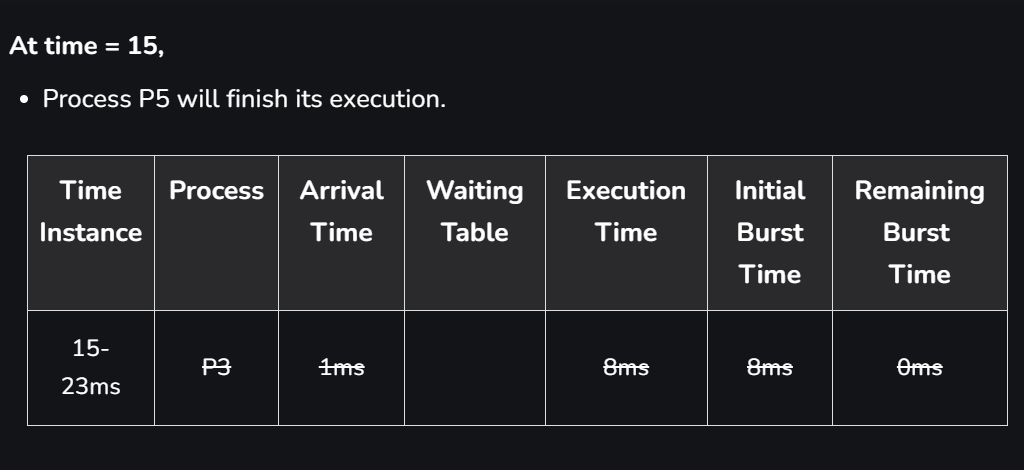 At time = 15,
• Process P5 will finish its execution.
Time Instance | Process | Arrival Time | Waiting Table | Execution Time | Initial Burst Time | Remaining Burst Time
15-23ms | P3 | 1ms | | 8ms | 8ms | 0ms